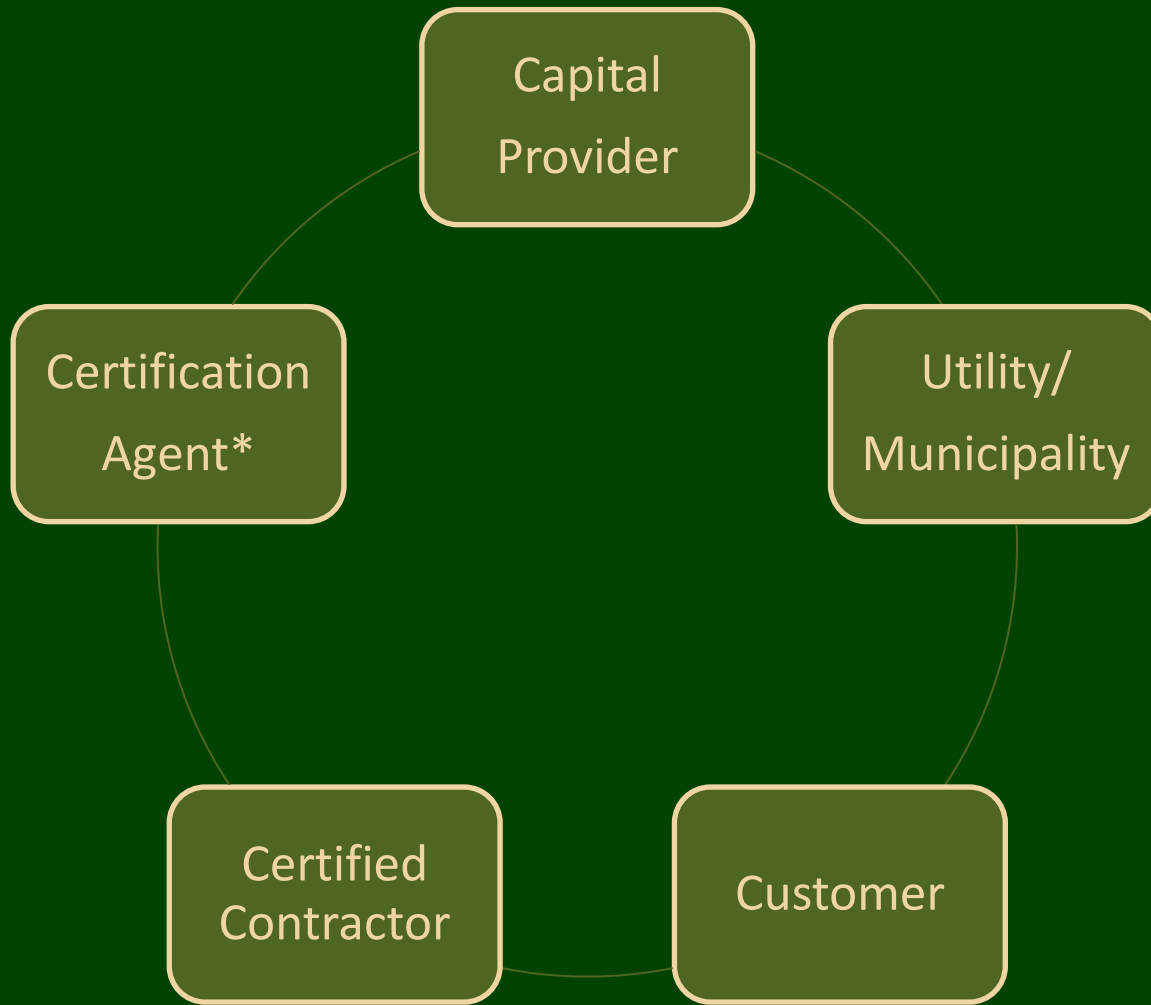 Capital
Provider
Certification
Agent*
Utility/
Municipality
Certified
Contractor
Customer